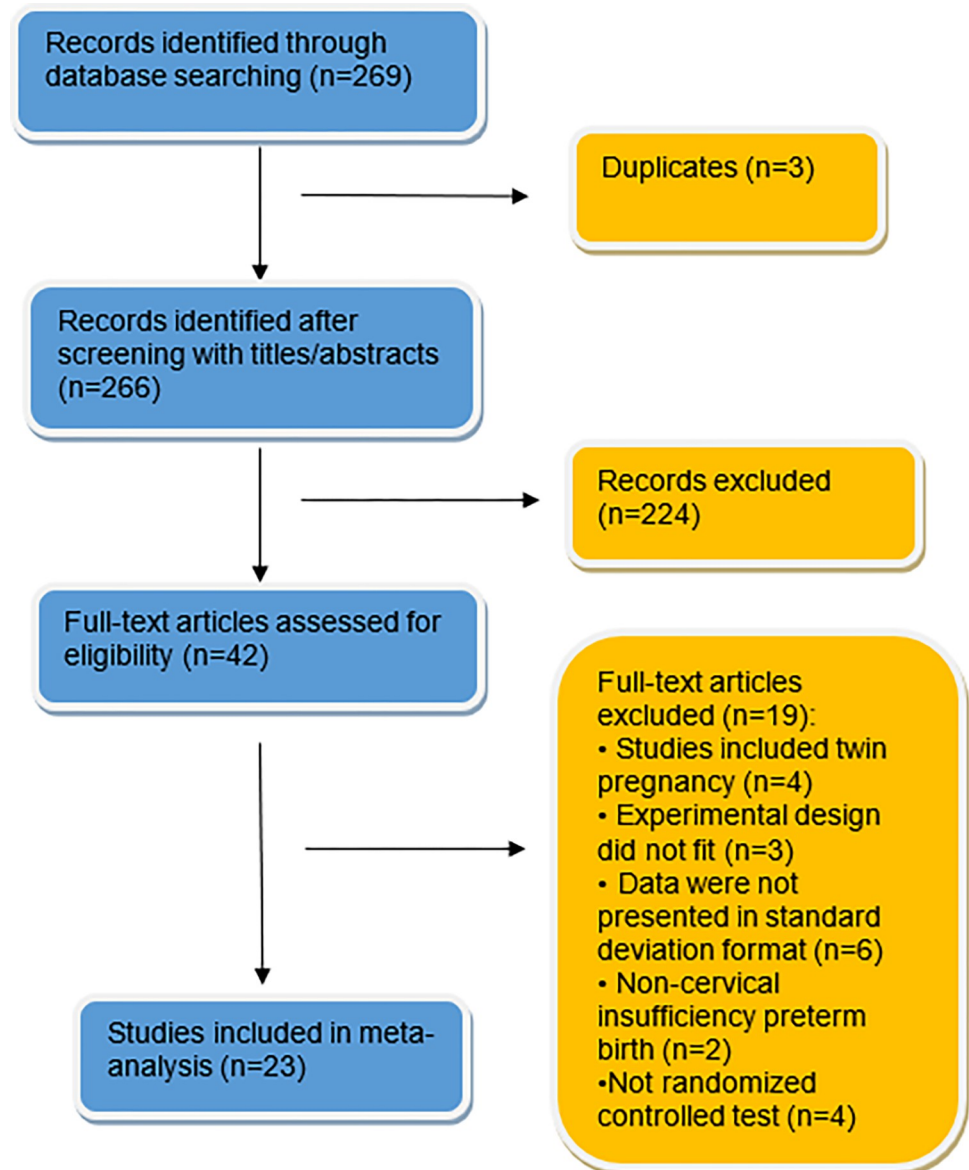 Records identified through
database searching (n=269)
Duplicates (n=3)
Records identified after
screening with titles/abstracts
(n=266)
Records excluded
(n=224)
Full-text articles assessed for
eligibility (n=42)
Full-text articles
excluded (n=19):
• Studies included twin
pregnancy (n=4)
• Experimental design
did not fit (n=3)
• Data were not
presented in standard
deviation format (n=6)
• Non-cervical
insufficiency preterm
birth (n=2)
•Not randomized
controlled test (n=4)
Studies included in meta-
analysis (n=23)